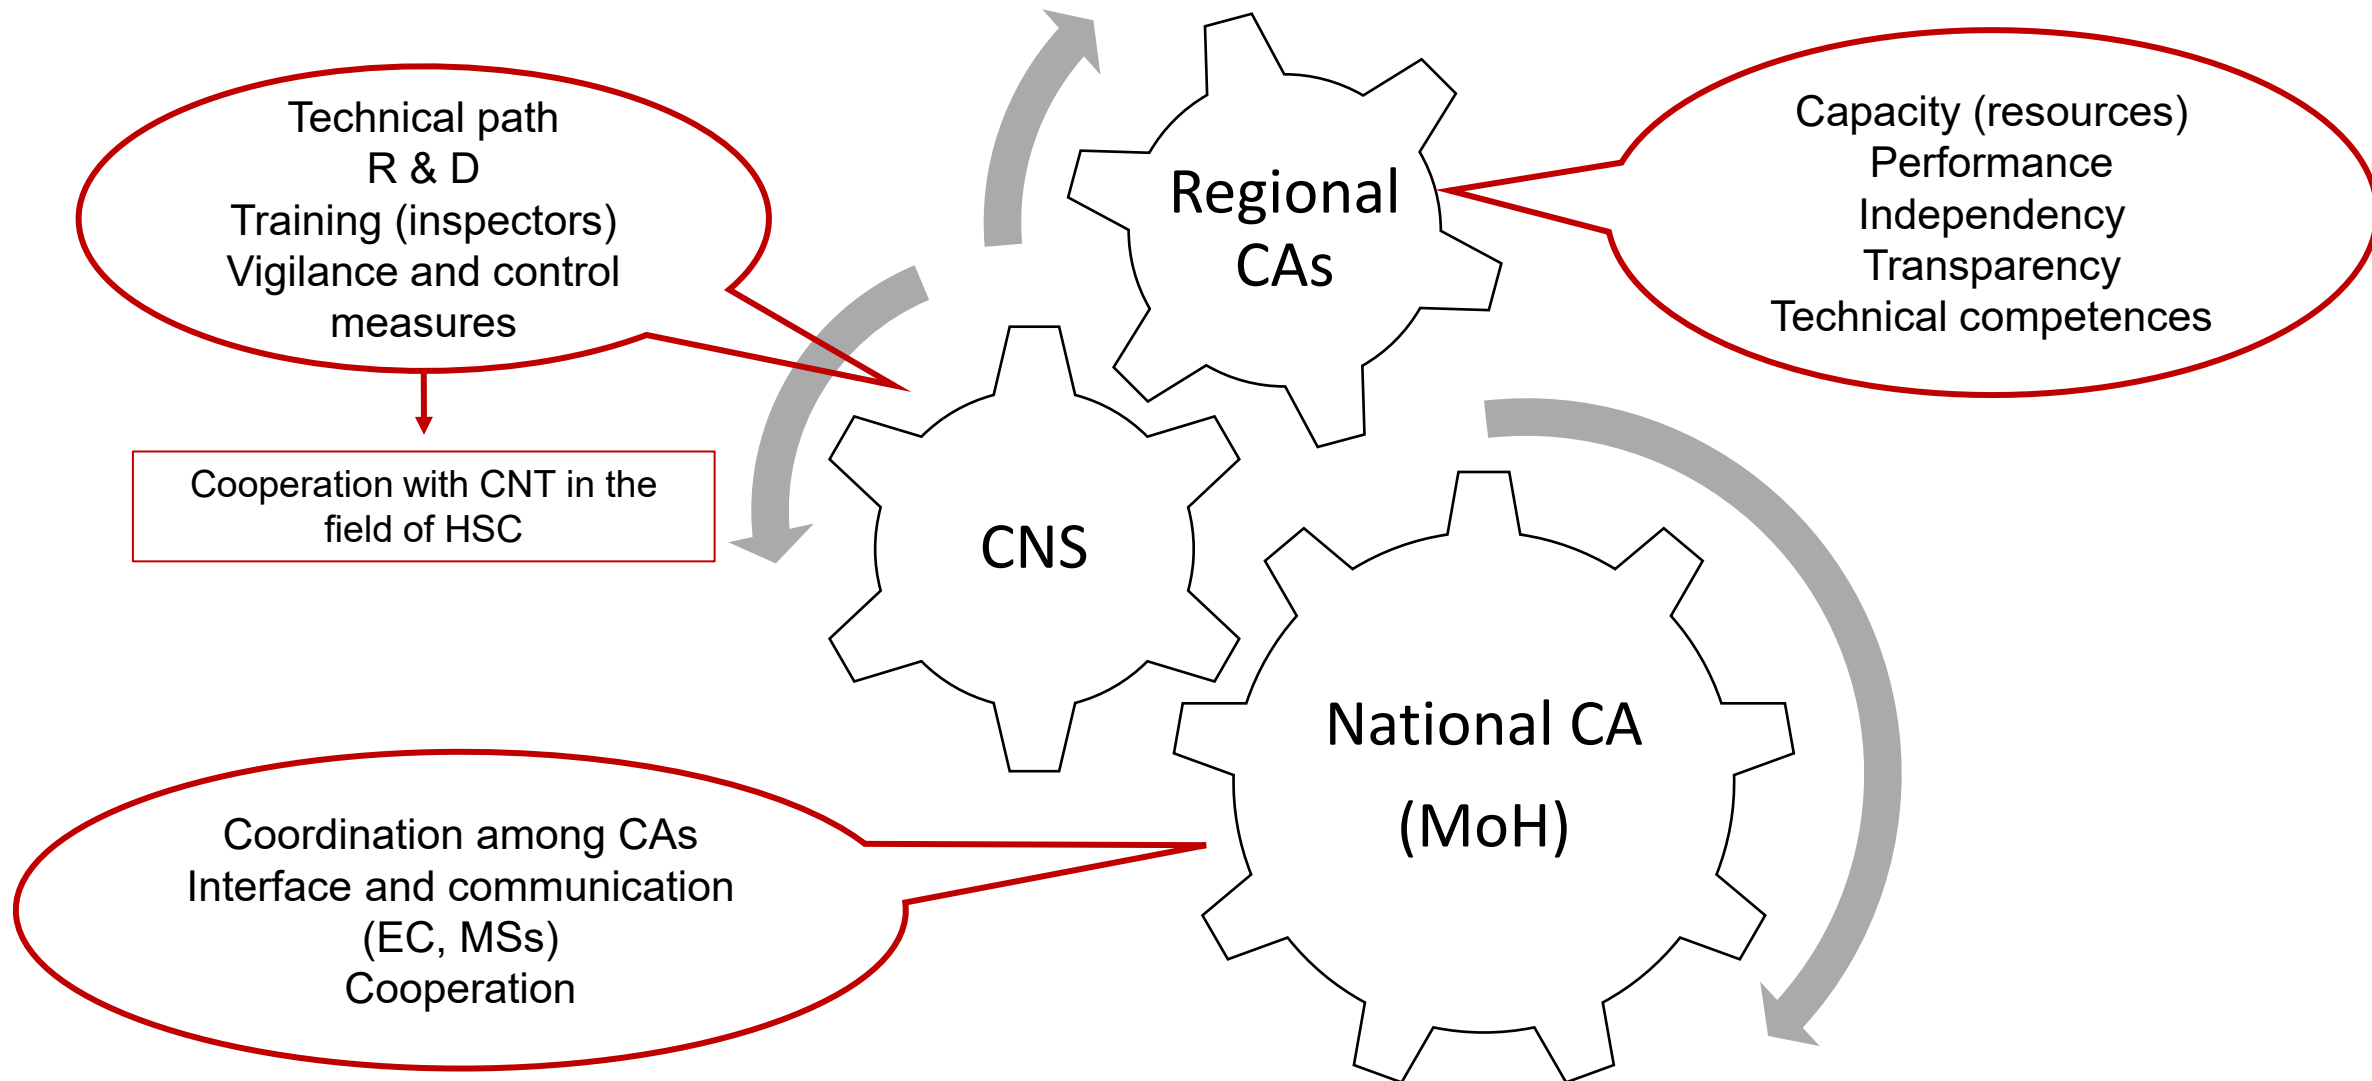 Technical path
R & D
Training (inspectors)
Vigilance and control
measures
Cooperation with CNT in the
field of HSC
Regional
CAs
Capacity (resources)
Performance
Independency
Transparency
Technical competences
CNS
National CA
(MoH)
Coordination among CAs
Interface and communication
(EC, MSs)
Cooperation